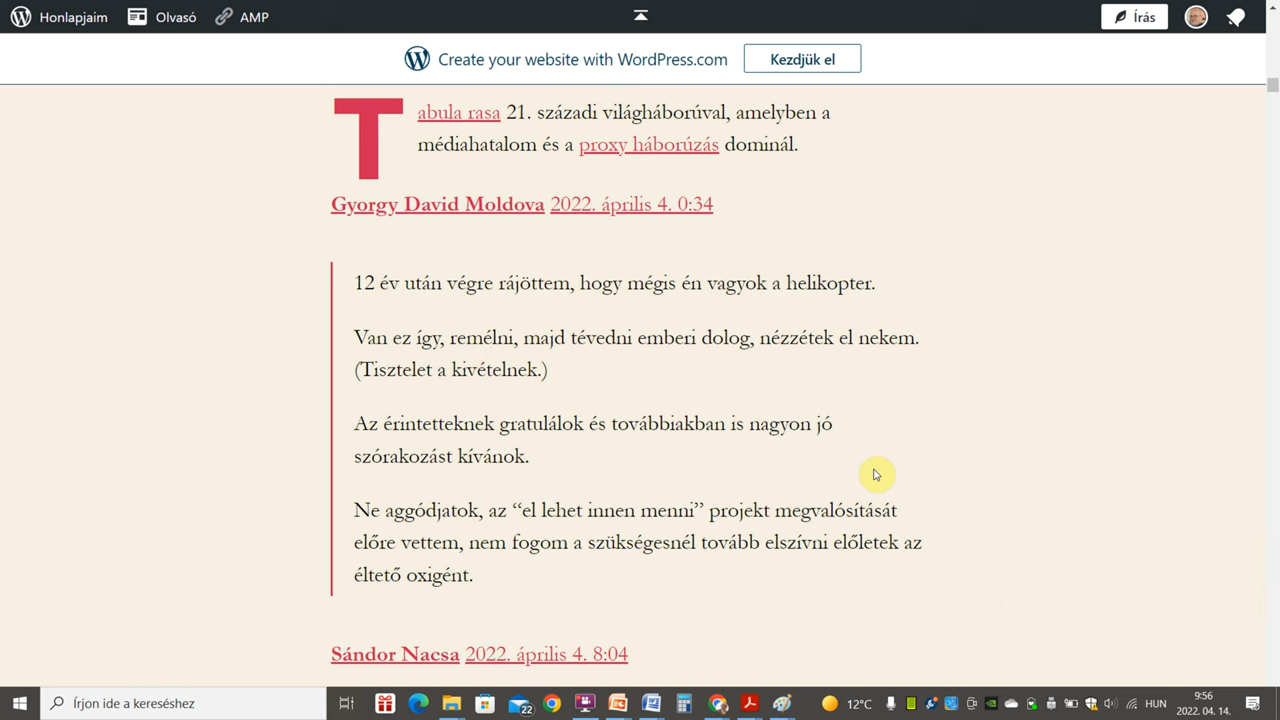 Honlapjaim Olvasó AMP Írás
Create your website with WordPress.com Kezdjük el
Tabula rasa 21. századi világháborúval, amelyben a
médiahatalom és a proxy háborúzás dominál.
Gyorgy David Moldova 2022. április 4. 0:34
12 év után végre rájöttem, hogy mégis én vagyok a helikopter.
Van ez így, remélni, majd tévedni emberi dolog, nézzétek el nekem.
(Tisztelet a kivételnek.)
Az érintetteknek gratulálok és továbbiakban is nagyon jó
szórakozást kívánok.
Ne aggódjatok, az “el lehet innen menni” projekt megvalósítását
előre vettem, nem fogom a szükségesnél tovább elszívni előletek az
éltető oxigént.
Sándor Nacsa 2022. április 4. 8:04
Írjon ide a kereséshez 22 12°C HUN 9:56
2022. 04. 14.